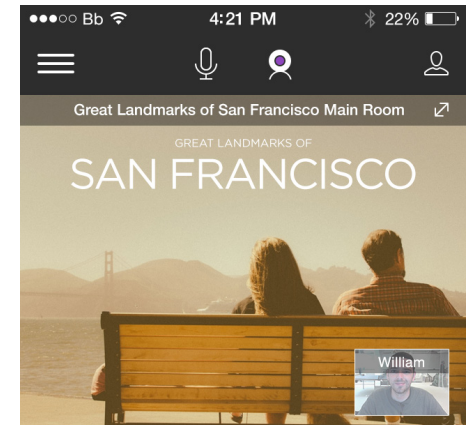 Bb 4:21 PM 22%
Great Landmarks of San Francisco Main Room
GREAT LANDMARKS OF
SAN FRANCISCO
William